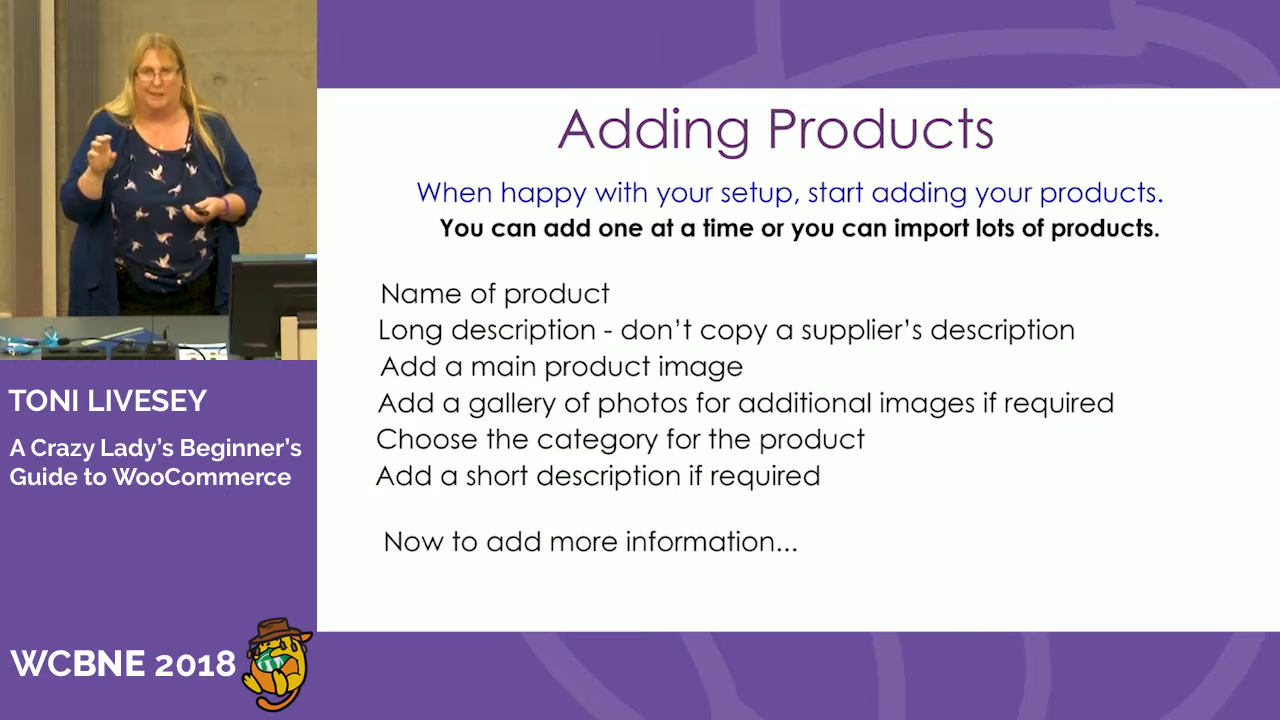 Adding Products
When happy with your setup, start adding your products.
You can add one at a time or you can import lots of products.
Name of product
Long description - don't copy a supplier's description
Add a main product image
Add a gallery of photos for additional images if required
Choose the category for the product
Add a short description if required
Now to add more information...
TONI LIVESEY
A Crazy Lady's Beginner's
Guide to WooCommerce
WCBNE 2018